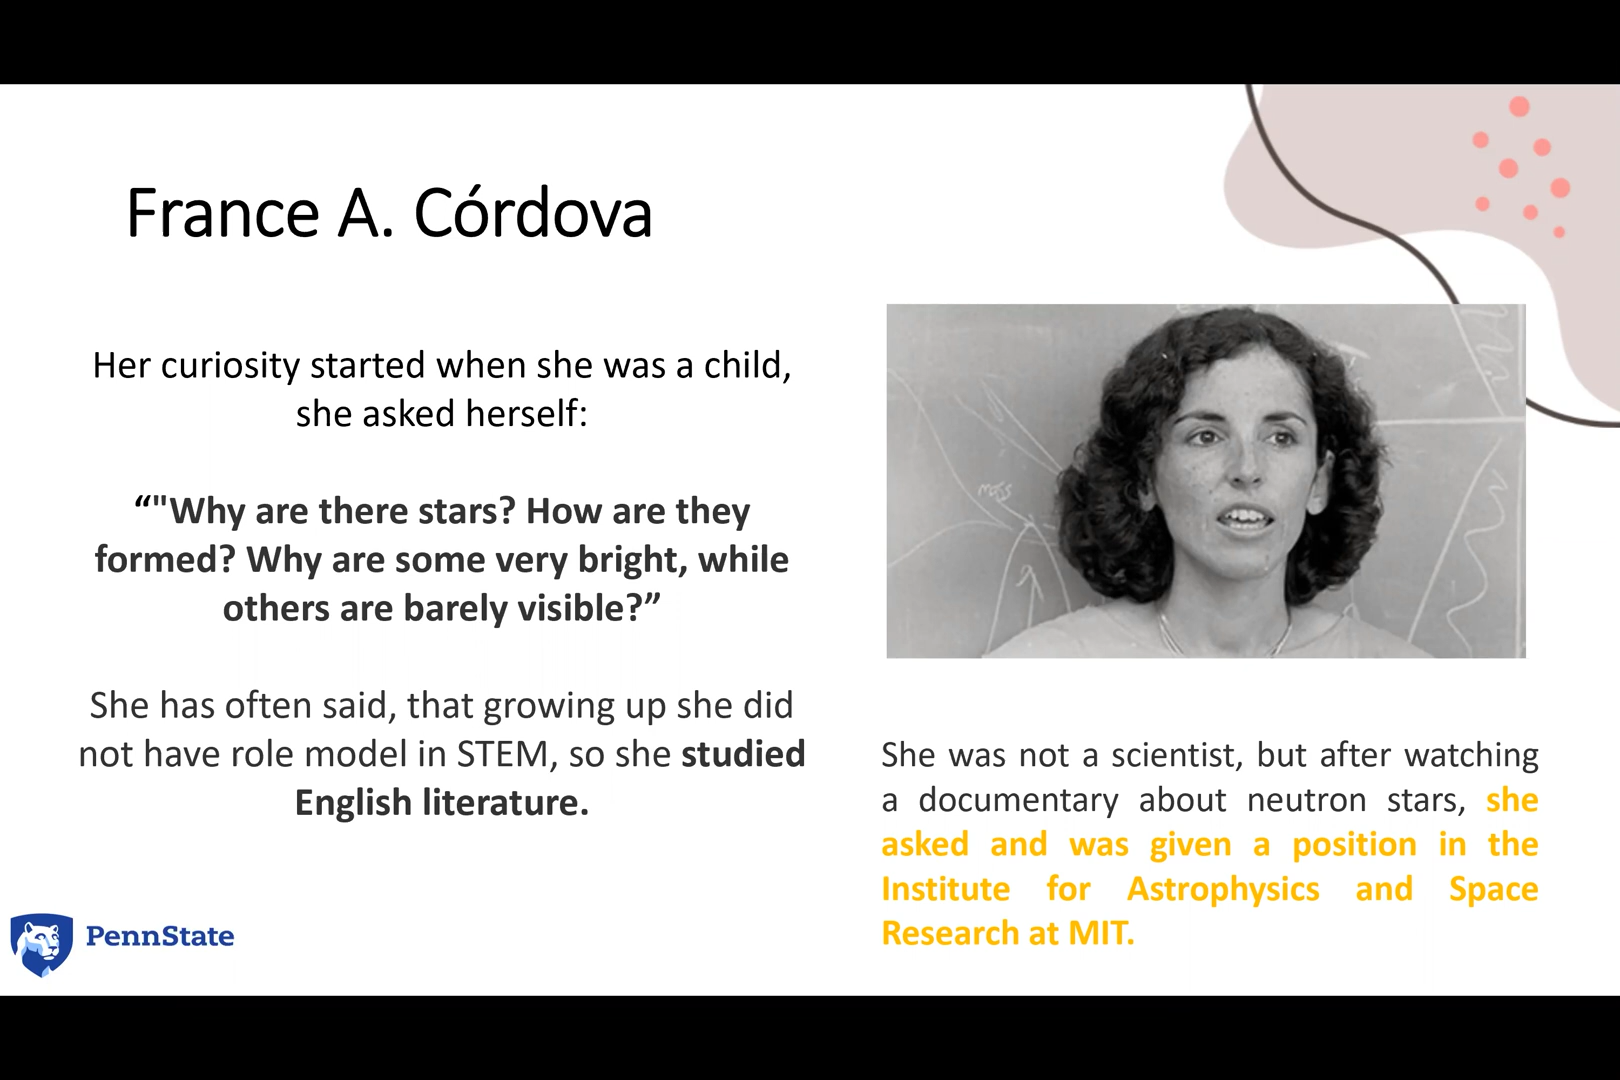 France A. Córdova
Her curiosity started when she was a child,
she asked herself:
“"Why are there stars? How are they
formed? Why are some very bright, while
others are barely visible?”
She has often said, that growing up she did
not have role model in STEM, so she studied
English literature.
mass
She was not a scientist, but after watching
a documentary about neutron stars, she
asked and was given a position in the
Institute for Astrophysics and Space
Research at MIT.
PennState